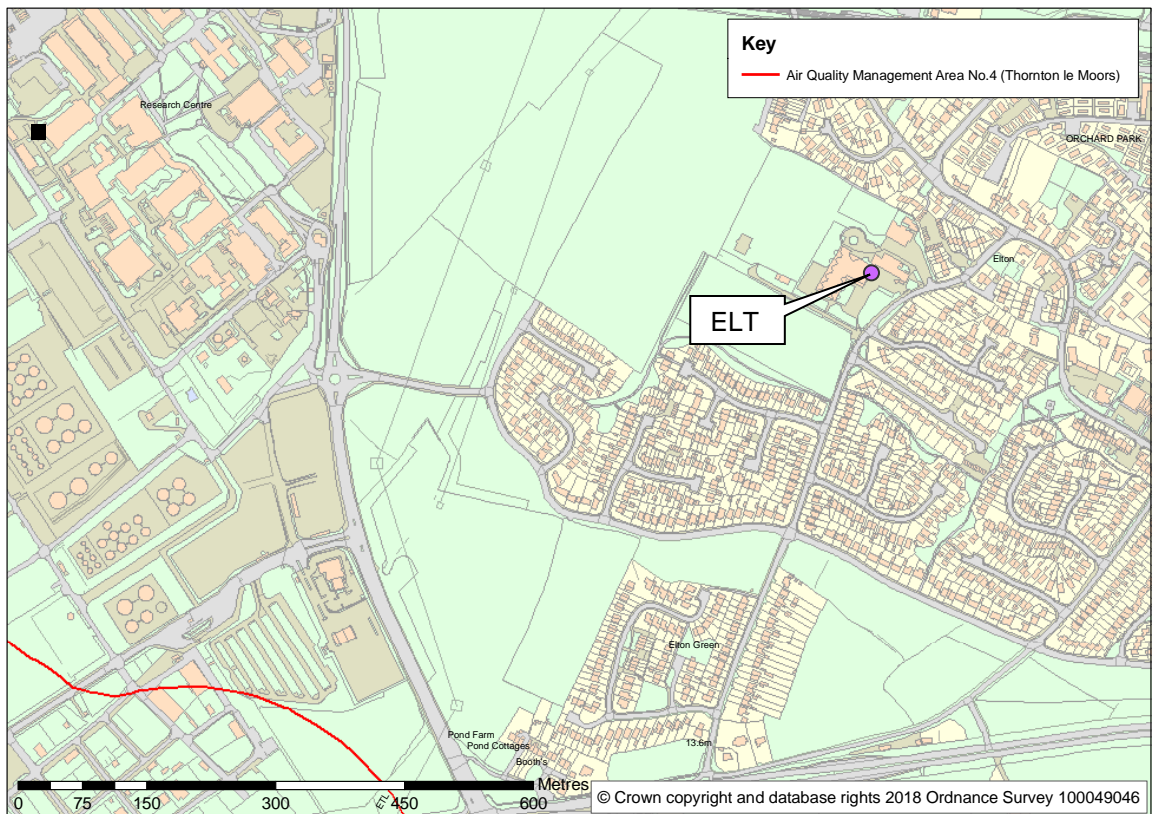 Key
Air Quality Management Area No.4 (Thornton le Moors)
Research Centre
ORCHARD PARK
Elton
ELT
Elton Green
Pond Farm
Pond Cottages
Booth's
13.6m
Metres
0 75 150 300 450 600
ETL
© Crown copyright and database rights 2018 Ordnance Survey 100049046